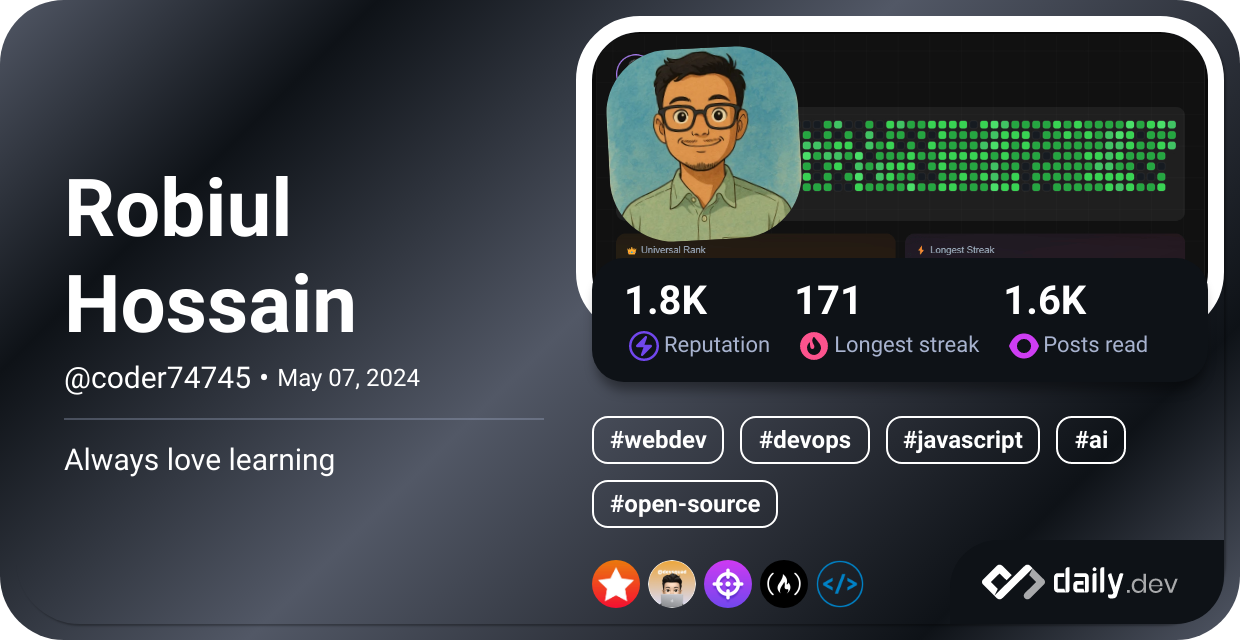 Robiul
Hossain
@coder74745 • May 07, 2024
Always love learning
Universal Rank
Longest Streak
1.8K
171
1.6K
Reputation
Longest streak
Posts read
#webdev
#devops
#javascript
#ai
#open-source
</>
daily.dev